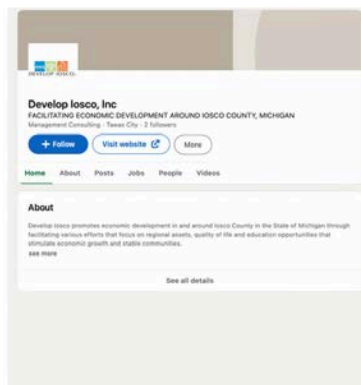 DEVELOP IOSCO
Develop Iosco, Inc
FACILITATING ECONOMIC DEVELOPMENT AROUND IOSCO COUNTY, MICHIGAN
Management Consulting · Tawas City · 2 followers
+ Follow
Visit website
More
Home About Posts Jobs People Videos
About
Develop Iosco promotes economic development in and around Iosco County in the State of Michigan through
facilitating various efforts that focus on regional assets, quality of life and education opportunities that
stimulate economic growth and stable communities.
see more
See all details